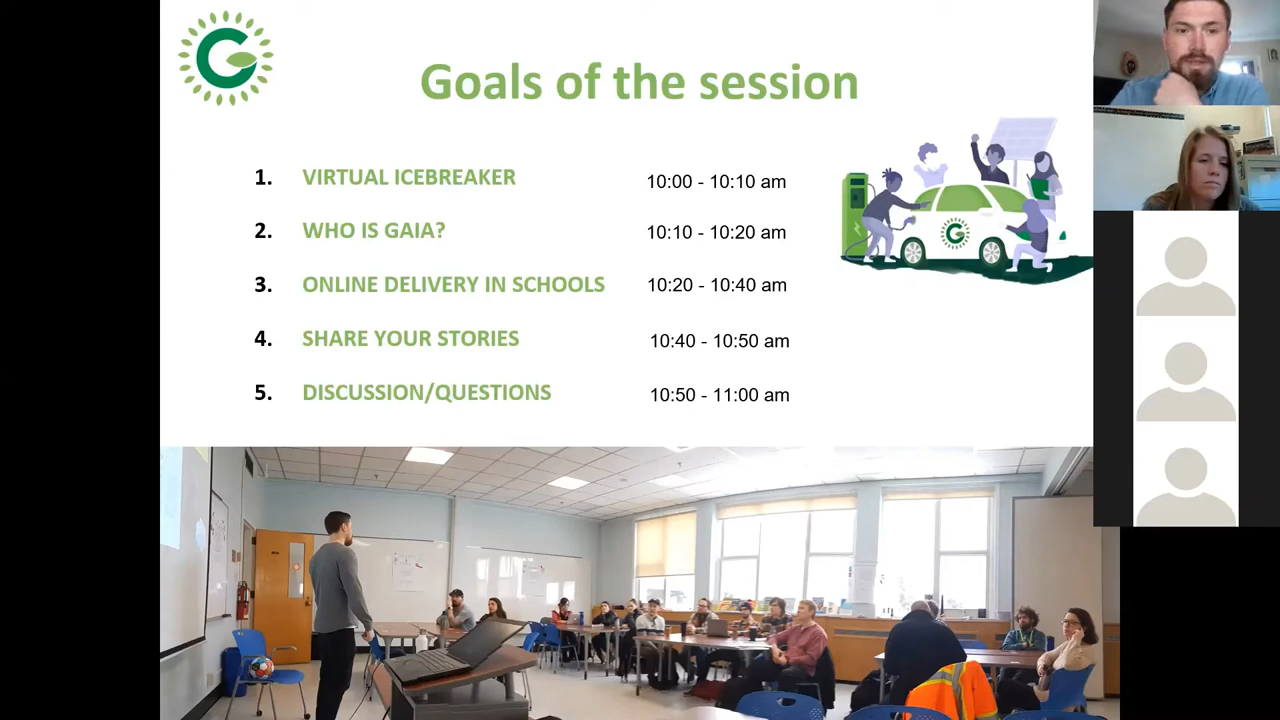 Goals of the session
1. VIRTUAL ICEBREAKER 10:00 - 10:10 am
2. WHO IS GAIA? 10:10 - 10:20 am
3. ONLINE DELIVERY IN SCHOOLS 10:20 - 10:40 am
4. SHARE YOUR STORIES 10:40 - 10:50 am
5. DISCUSSION/QUESTIONS 10:50 - 11:00 am